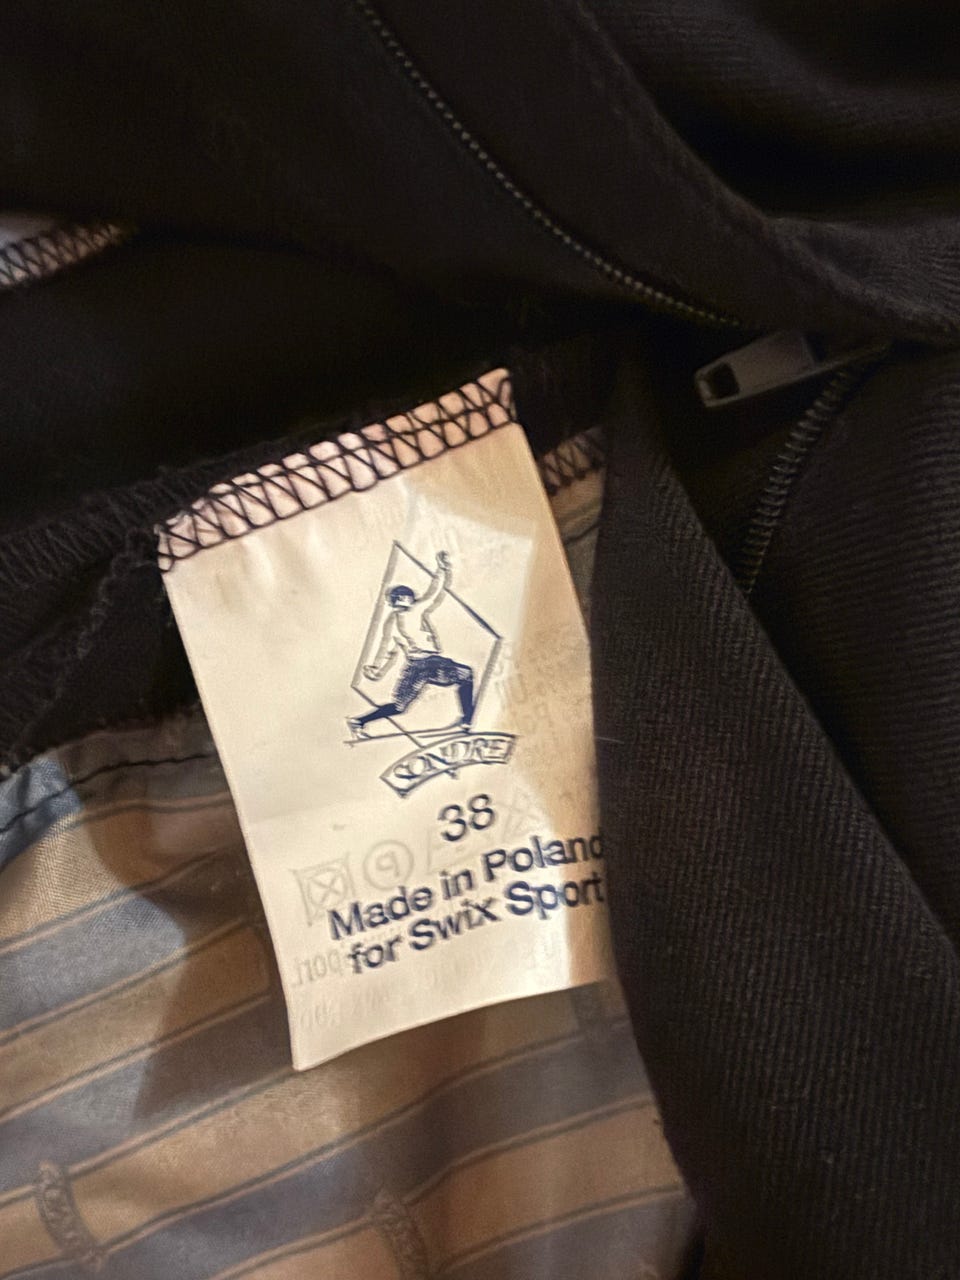 SONDRE
38
Made in Poland
for Swix Sport